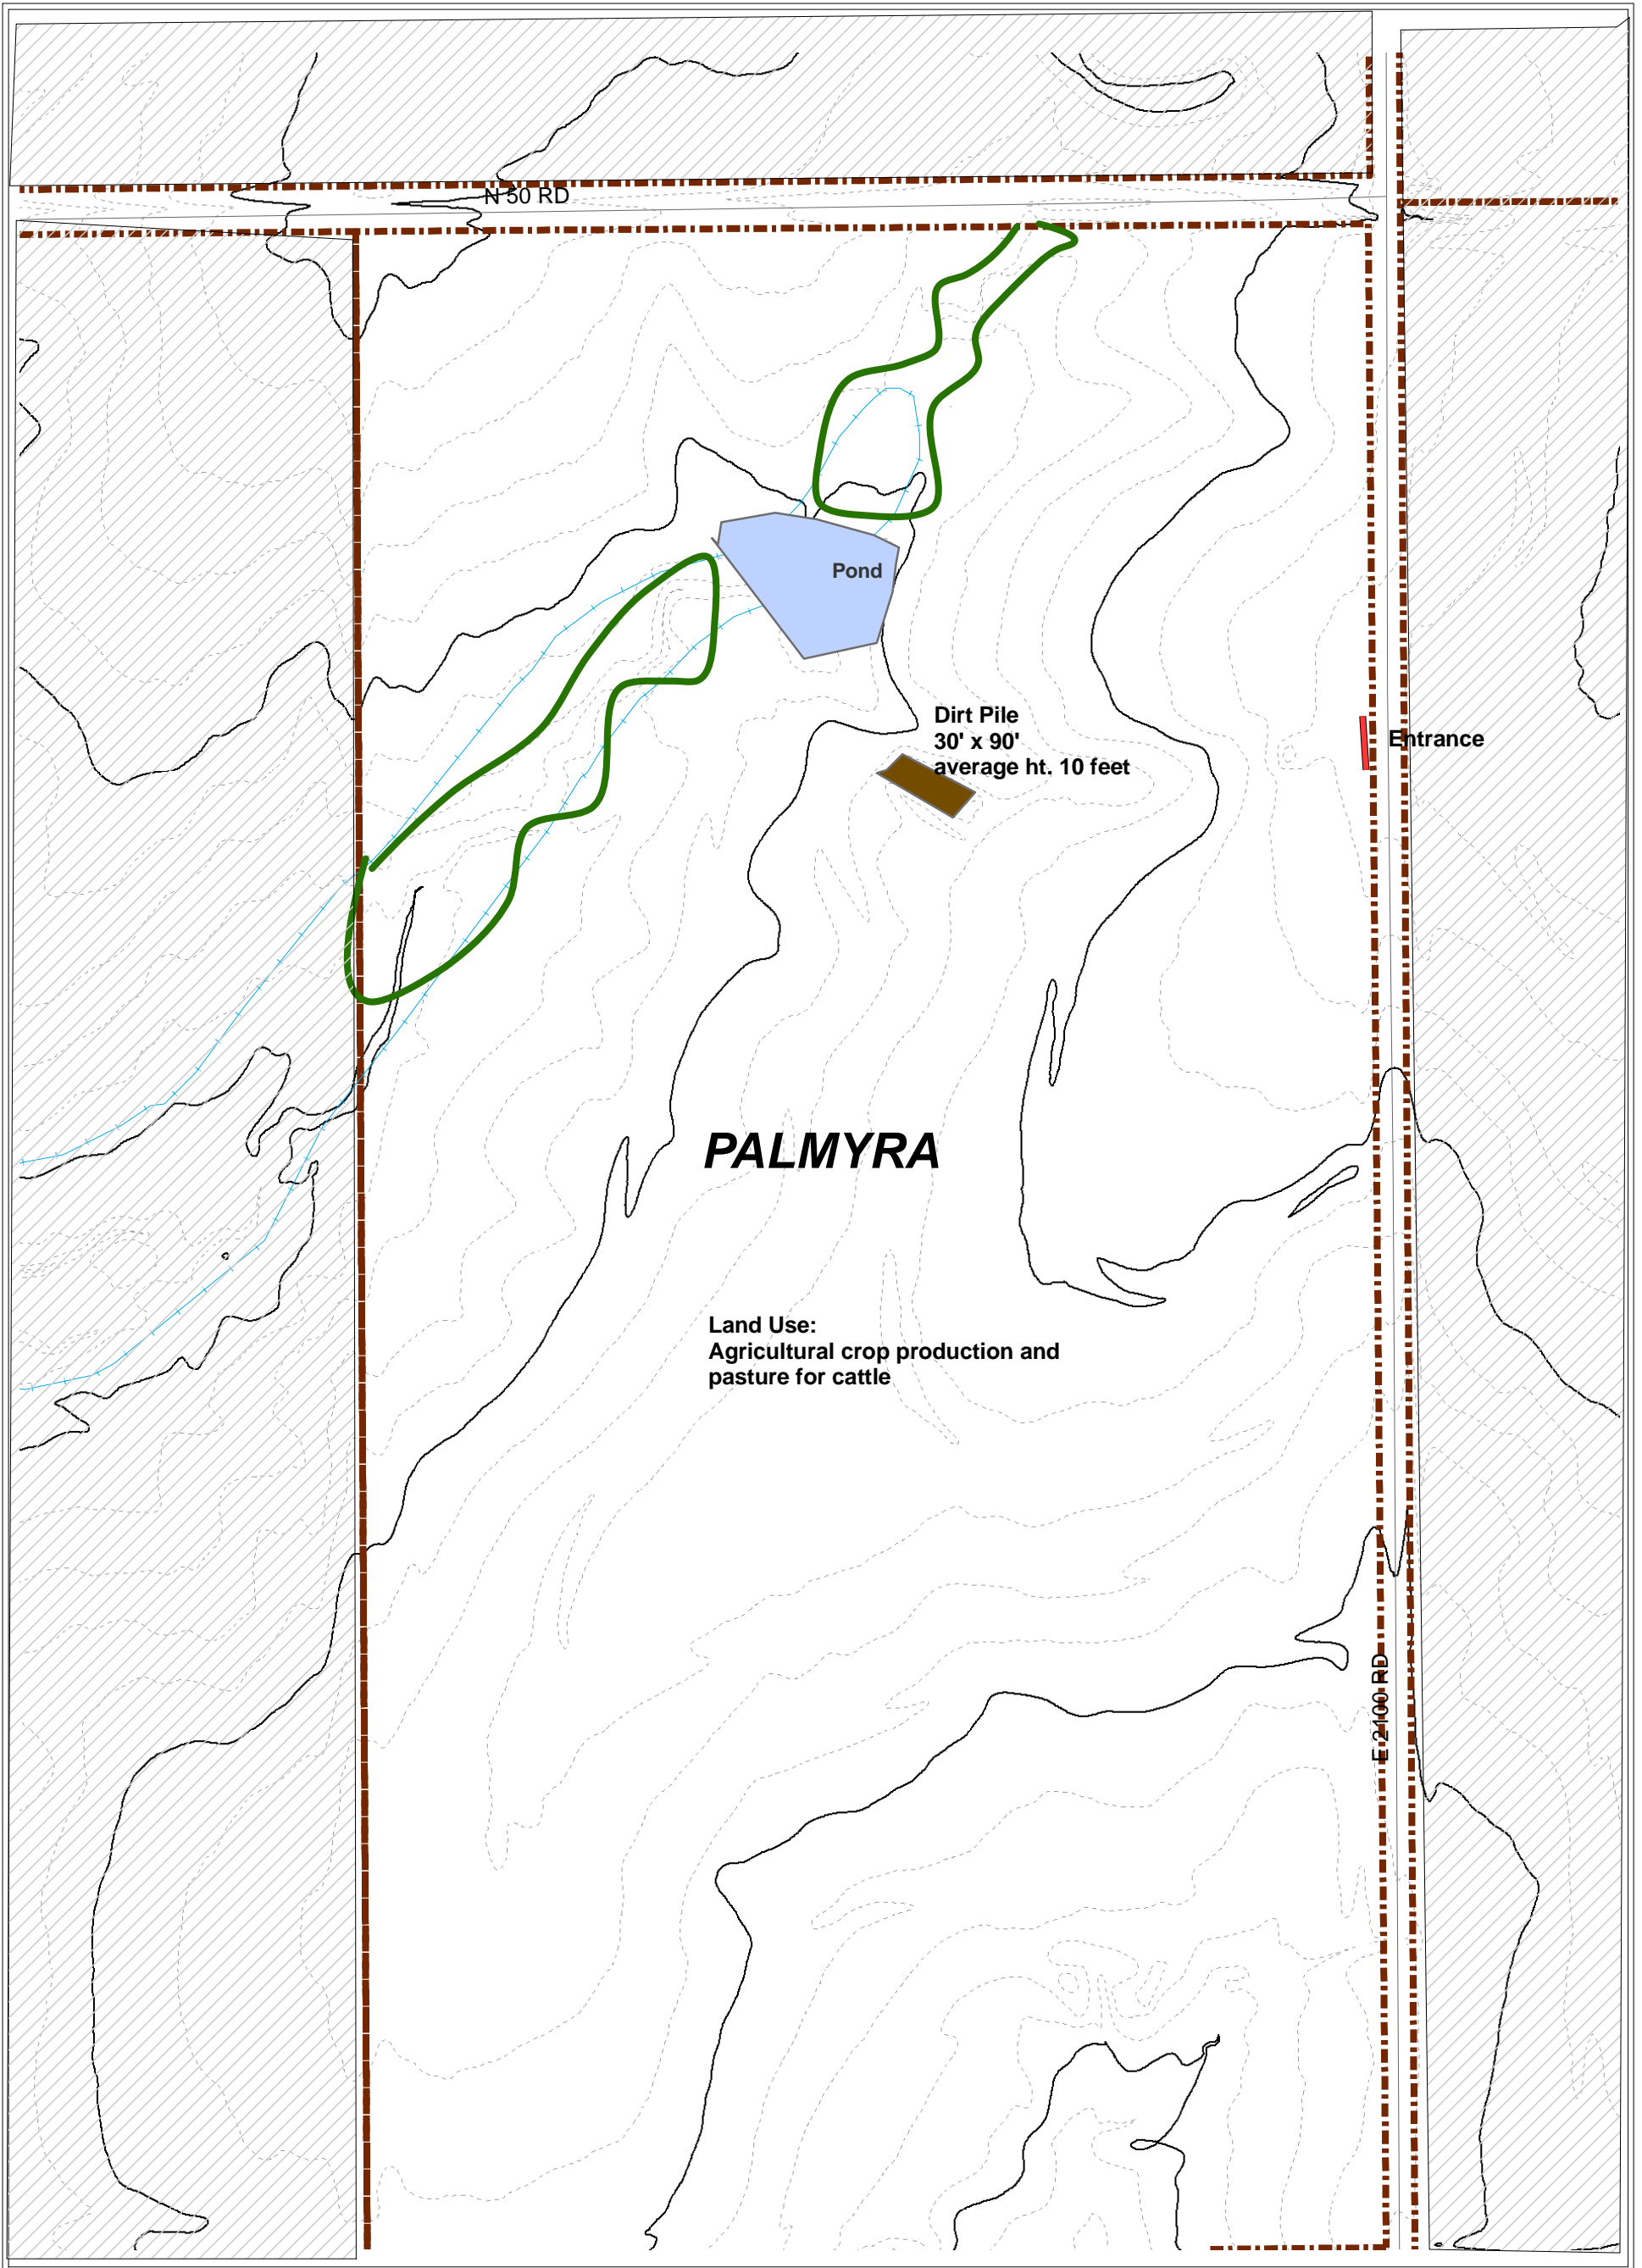 N 50 RD
Pond
Dirt Pile
30' x 90'
average ht. 10 feet
Entrance
PALMYRA
Land Use:
Agricultural crop production and
pasture for cattle
E 2100 RD